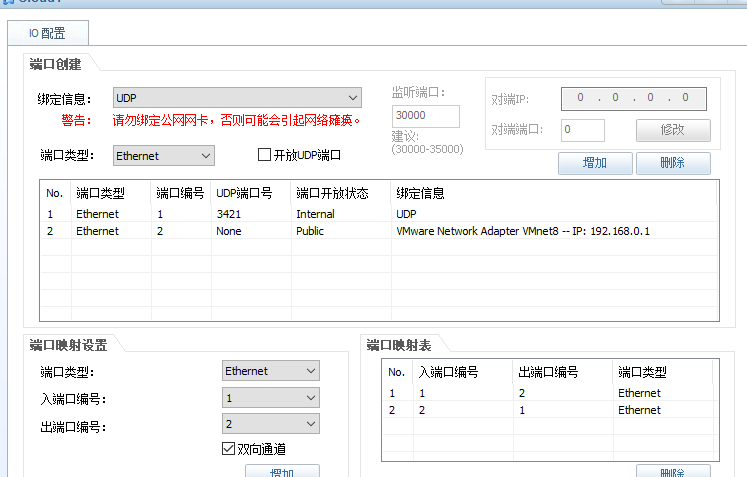 IO 配置
端口创建
绑定信息： UDP
警告： 请勿绑定公网网卡，否则可能会引起网络瘫痪。
端口类型： Ethernet 开放UDP端口
监听端口：
30000
建议:
(30000-35000)
对端IP: 0 . 0 . 0 . 0
对端端口: 0 修改
增加 删除
No. 端口类型 端口编号 UDP端口号 端口开放状态 绑定信息
1 Ethernet 1 3421 Internal UDP
2 Ethernet 2 None Public VMware Network Adapter VMnet8 -- IP: 192.168.0.1
端口映射设置
端口类型： Ethernet
入端口编号： 1
出端口编号： 2
双向通道
增加
端口映射表
No. 入端口编号 出端口编号 端口类型
1 1 2 Ethernet
2 2 1 Ethernet
删除